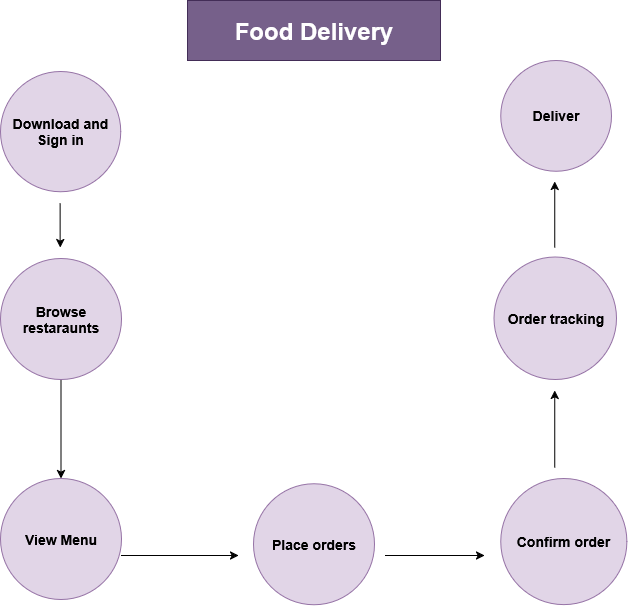 Food Delivery
Download and
Sign in
Browse
restaraunts
View Menu
Place orders
Confirm order
Order tracking
Deliver